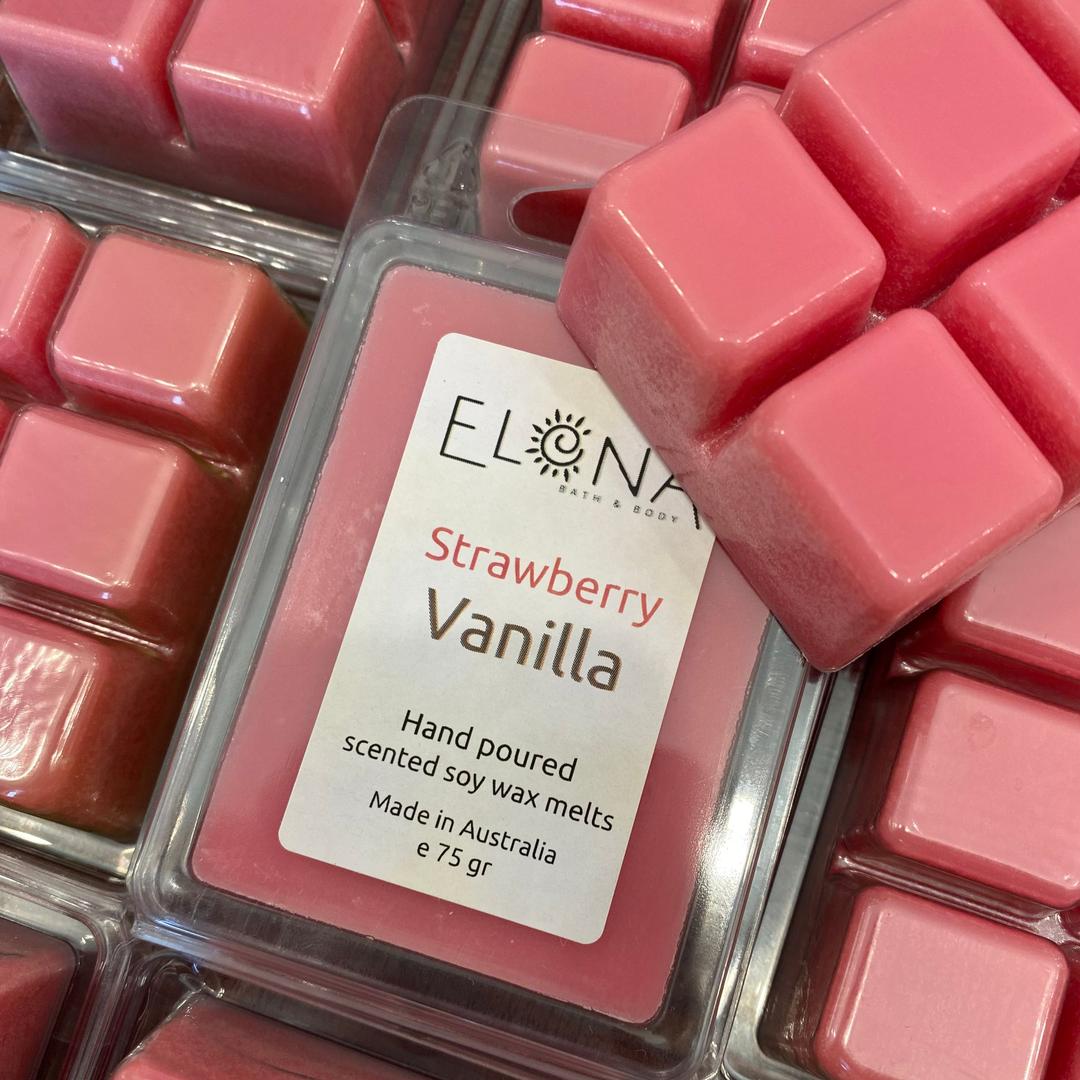 ELONA
BATH & BODY
Strawberry
Vanilla
Hand poured
scented soy wax melts
Made in Australia
e 75 gr